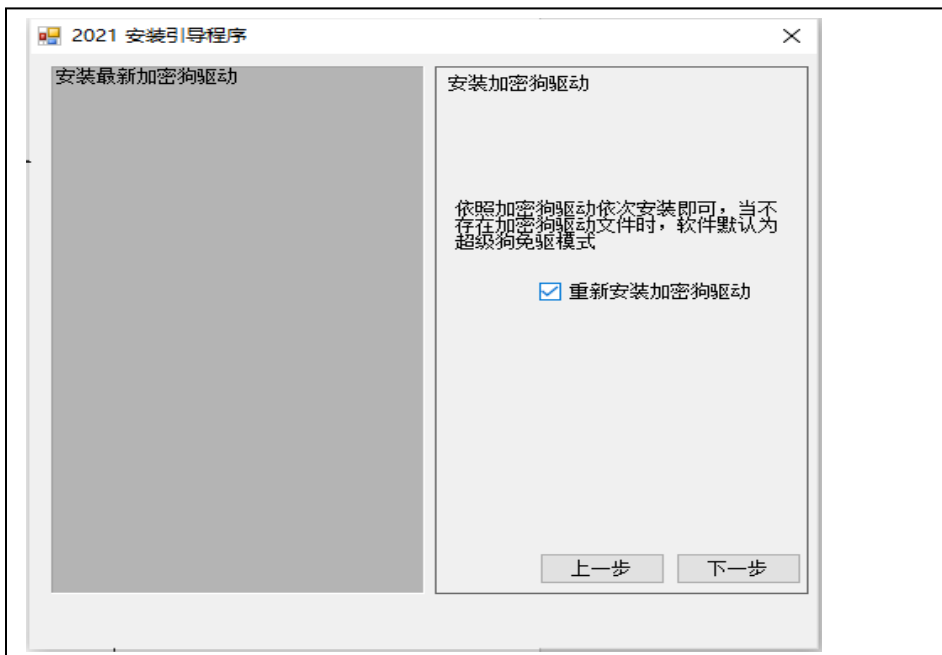 2021 安装引导程序
安装最新加密狗驱动
安装加密狗驱动
依照加密狗驱动依次安装即可，当不
存在加密狗驱动文件时，软件默认为
超级狗免驱模式
重新安装加密狗驱动
上一步
下一步